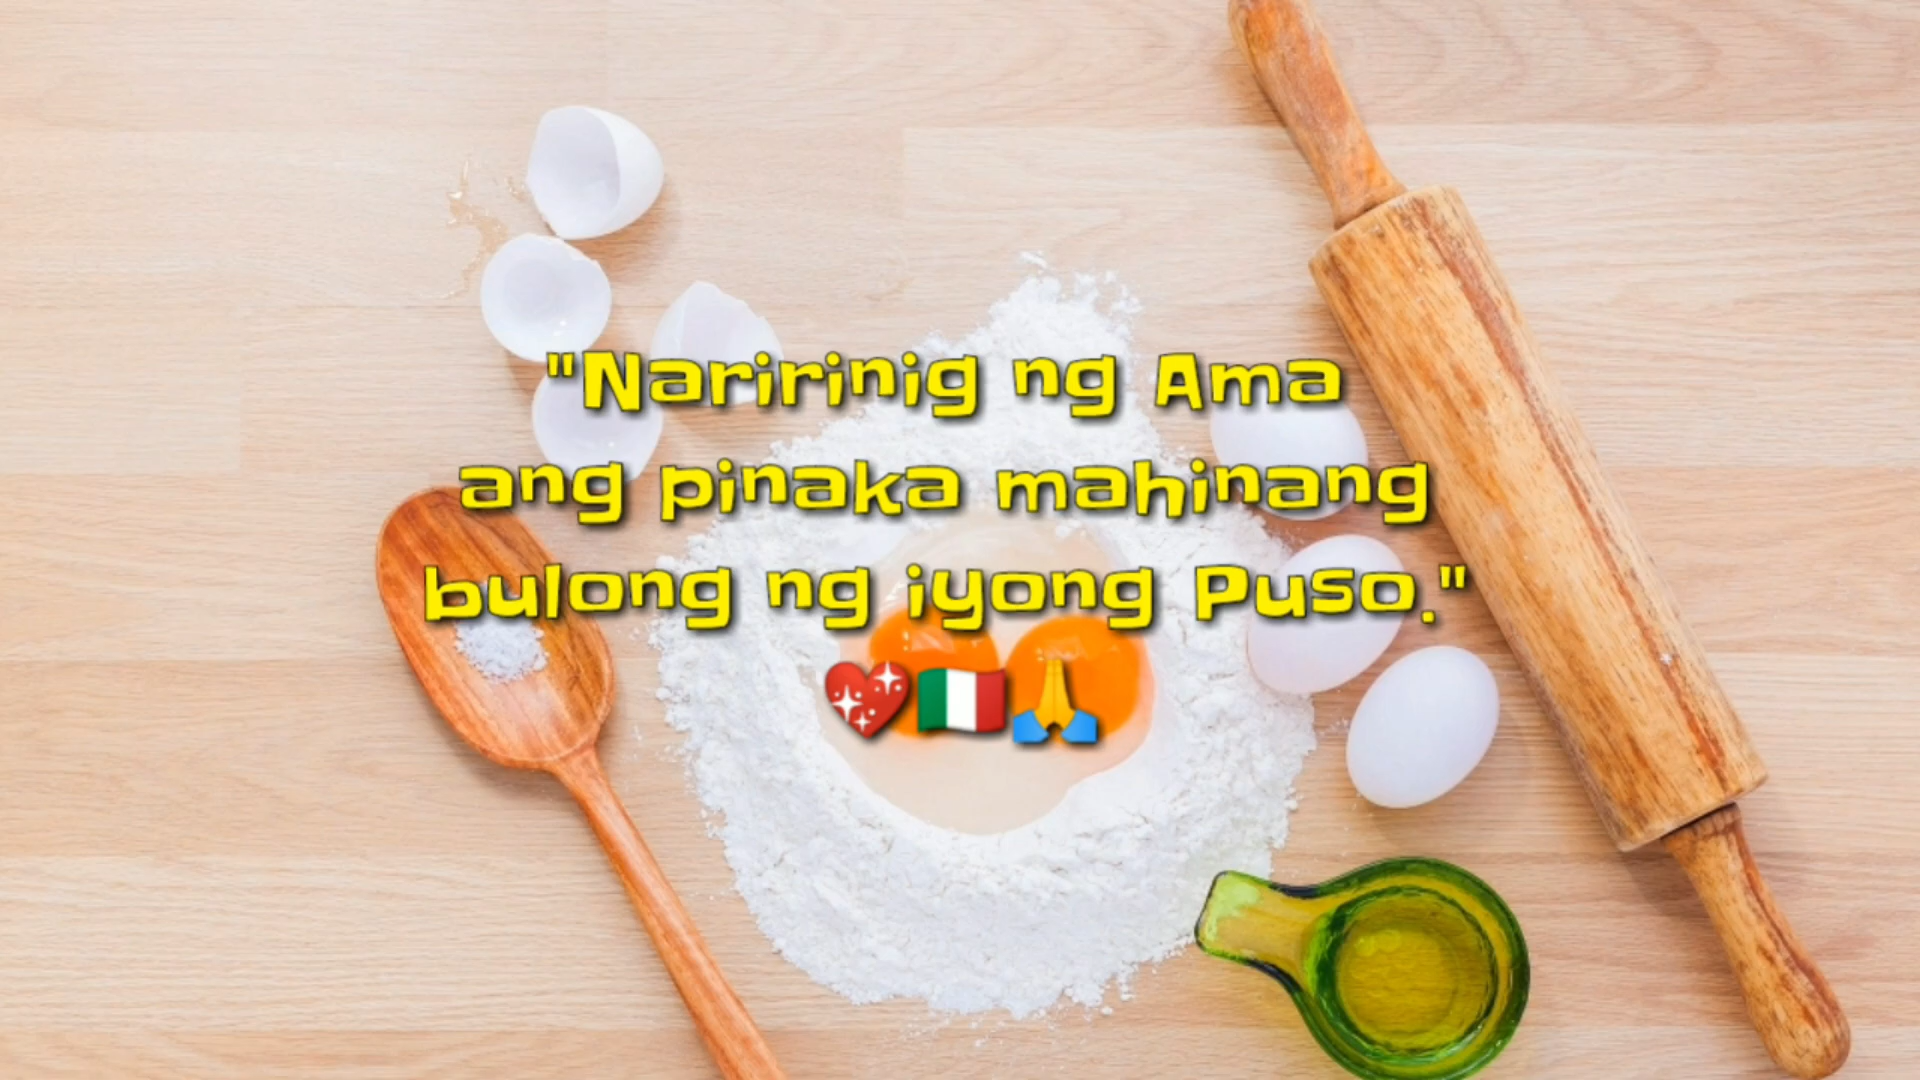 "Naririnig ng Ama
ang pinaka mahinang
bulong ng iyong Puso."
💖🇮🇹🙏